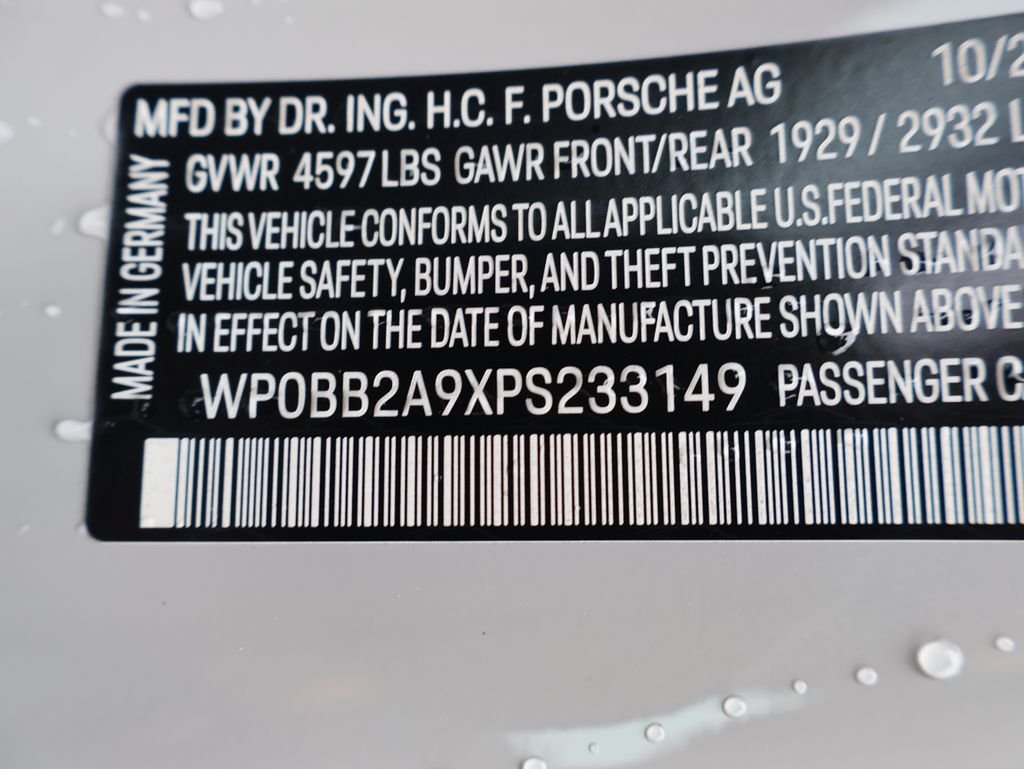 MFD BY DR. ING. H.C. F. PORSCHE AG 10/2
GVWR 4597 LBS GAWR FRONT/REAR 1929 / 2932 L
THIS VEHICLE CONFORMS TO ALL APPLICABLE U.S.FEDERAL MOT
VEHICLE SAFETY, BUMPER, AND THEFT PREVENTION STANDA
IN EFFECT ON THE DATE OF MANUFACTURE SHOWN ABOVE
WP0BB2A9XPS233149 PASSENGER C
MADE IN GERMANY